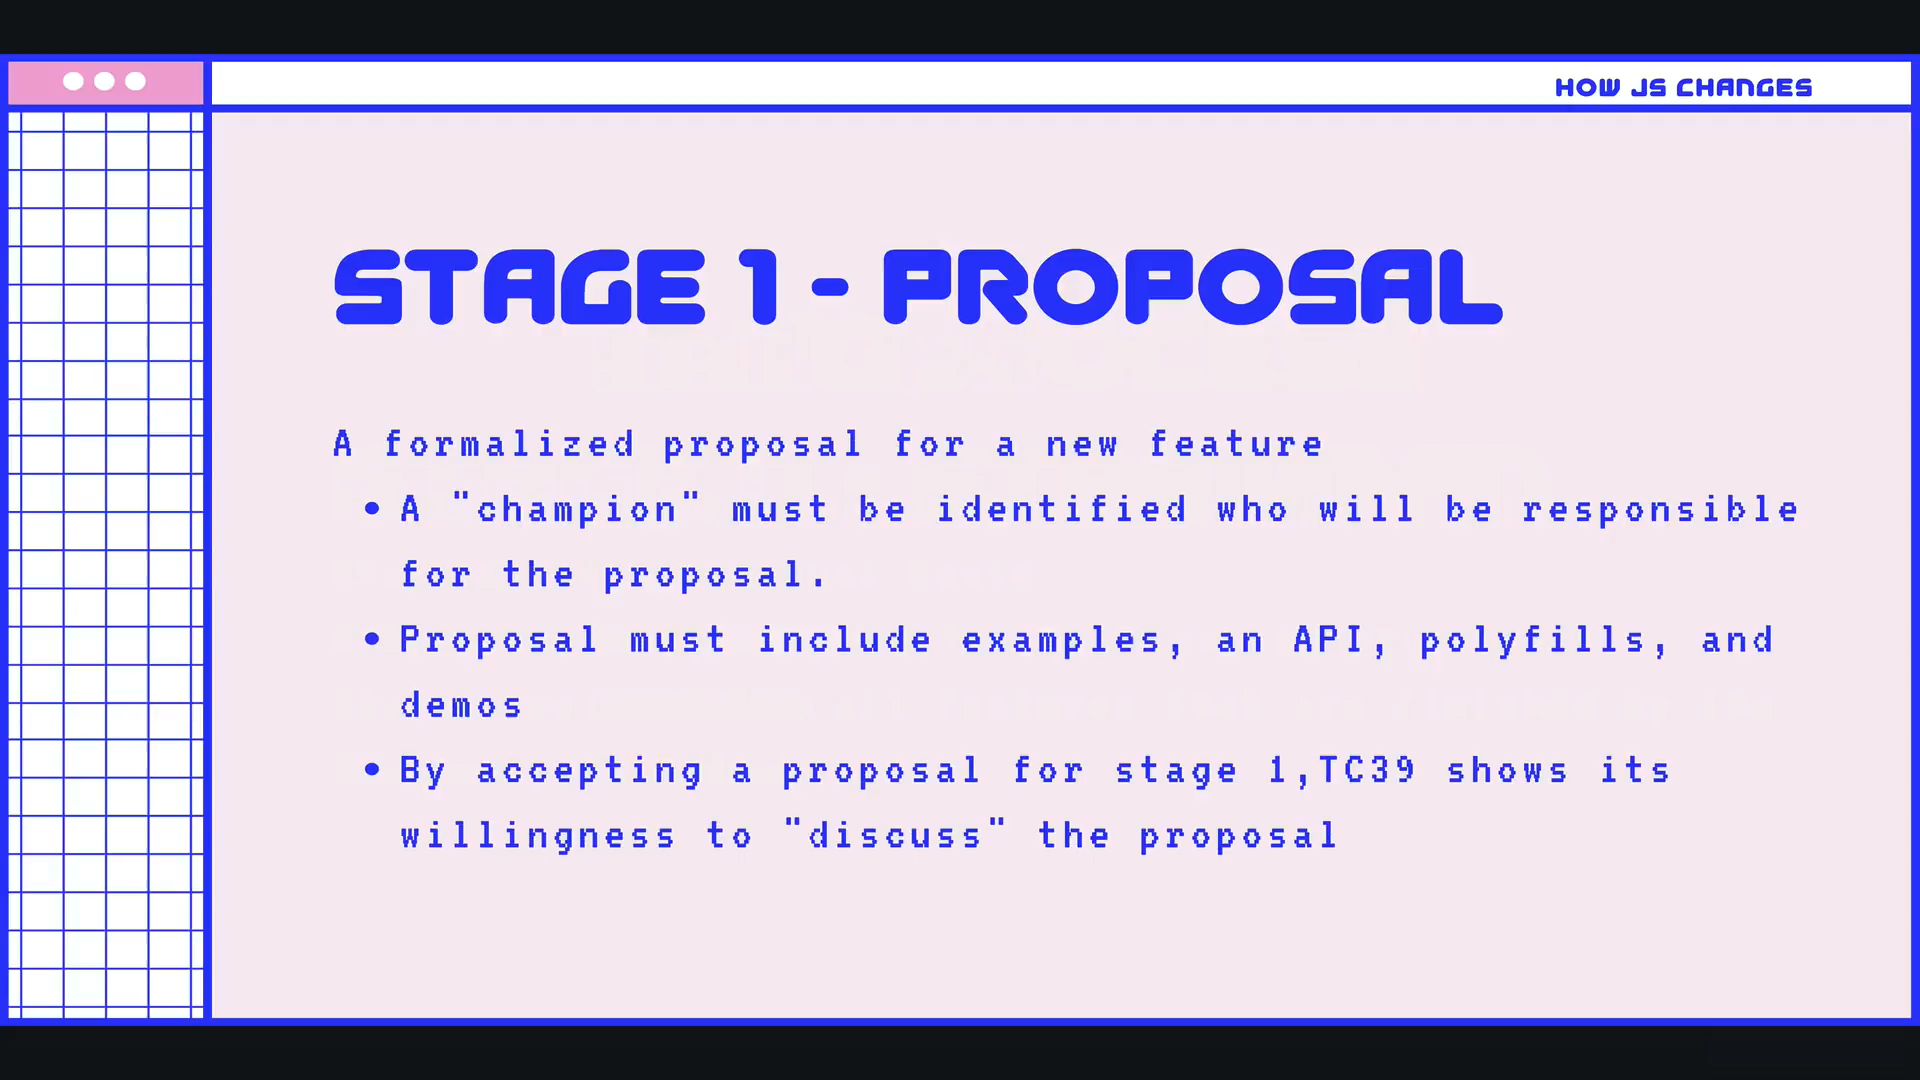 HOW JS CHANGES
STAGE 1 - PROPOSAL
A formalized proposal for a new feature
• A "champion" must be identified who will be responsible
for the proposal.
• Proposal must include examples, an API, polyfills, and
demos
• By accepting a proposal for stage 1,TC39 shows its
willingness to "discuss" the proposal